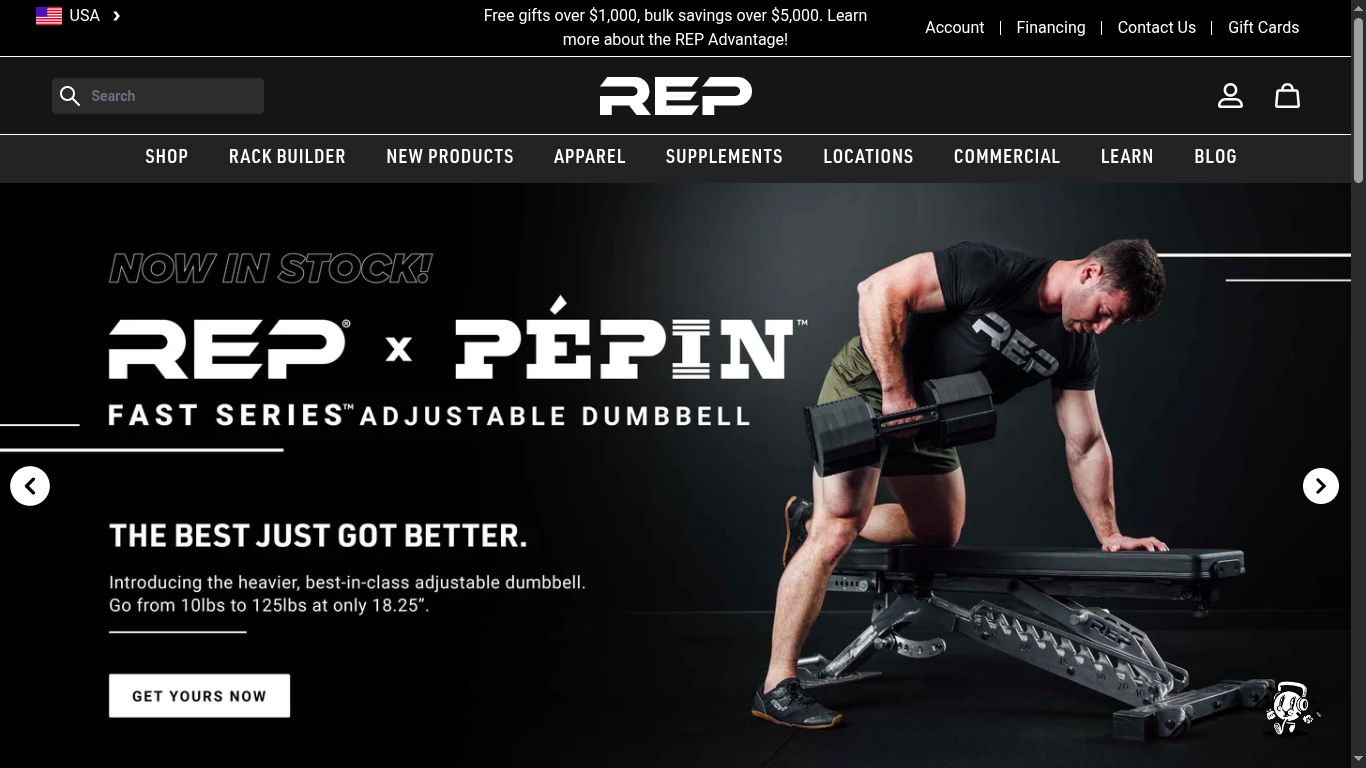 USA
Free gifts over $1,000, bulk savings over $5,000. Learn
more about the REP Advantage!
Account
Financing
Contact Us
Gift Cards
Search
REP
SHOP
RACK BUILDER
NEW PRODUCTS
APPAREL
SUPPLEMENTS
LOCATIONS
COMMERCIAL
LEARN
BLOG
NOW IN STOCK!
REP® x PÉPIN™
FAST SERIES™ ADJUSTABLE DUMBBELL
REP
THE BEST JUST GOT BETTER.
Introducing the heavier, best-in-class adjustable dumbbell.
Go from 10lbs to 125lbs at only 18.25”.
REP
GET YOURS NOW